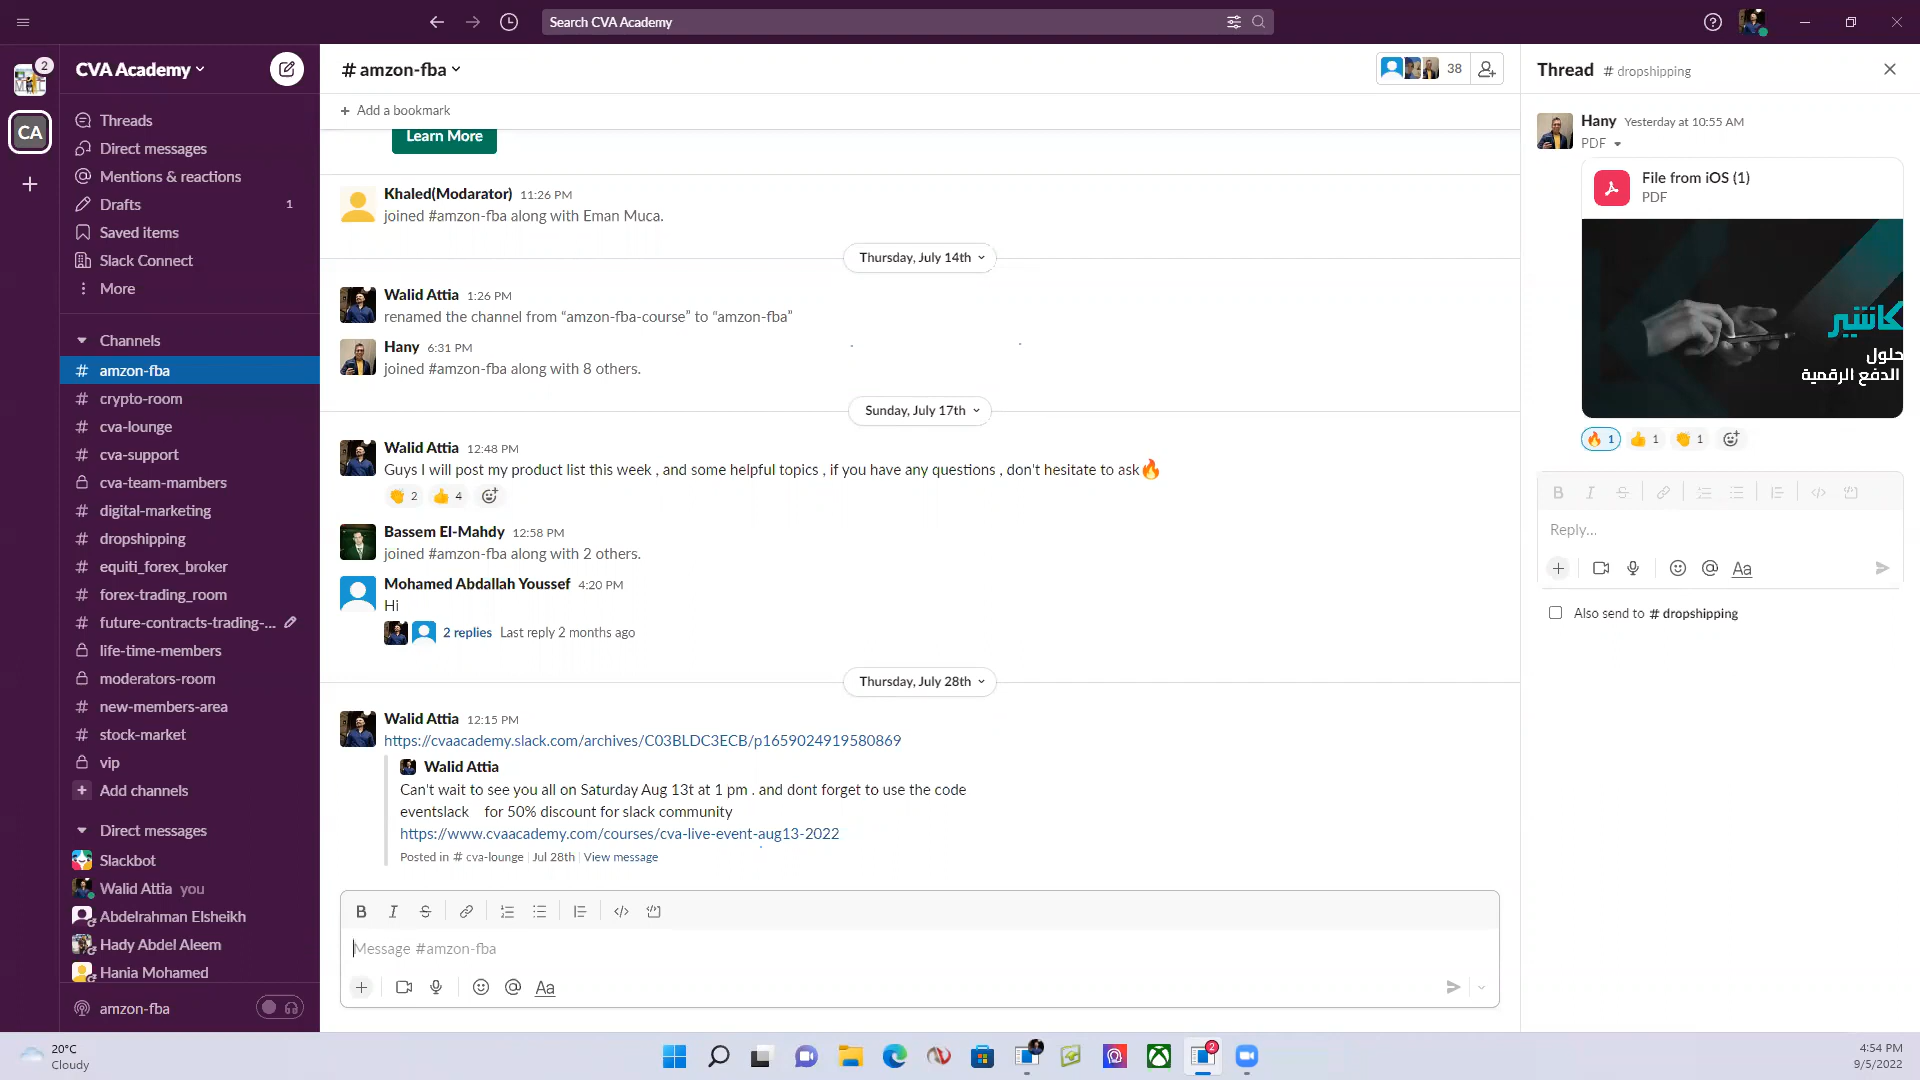 Search CVA Academy
2
CA
CVA Academy
Threads
Direct messages
Mentions & reactions
Drafts 1
Saved items
Slack Connect
More
Channels
# amzon-fba
# crypto-room
# cva-lounge
# cva-support
cva-team-mambers
# digital-marketing
# dropshipping
# equiti_forex_broker
# forex-trading_room
# future-contracts-trading-...
life-time-members
moderators-room
# new-members-area
# stock-market
vip
+ Add channels
Direct messages
Slackbot
Walid Attia you
Abdelrahman Elsheikh
Hady Abdel Aleem
Hania Mohamed
amzon-fba
# amzon-fba
38
+ Add a bookmark
Learn More
Khaled(Modarator) 11:26 PM
joined #amzon-fba along with Eman Muca.
Thursday, July 14th
Walid Attia 1:26 PM
renamed the channel from “amzon-fba-course” to “amzon-fba”
Hany 6:31 PM
joined #amzon-fba along with 8 others.
Sunday, July 17th
Walid Attia 12:48 PM
Guys I will post my product list this week , and some helpful topics , if you have any questions , don't hesitate to ask🔥
👏 2 👍 4
Bassem El-Mahdy 12:58 PM
joined #amzon-fba along with 2 others.
Mohamed Abdallah Youssef 4:20 PM
Hi
2 replies Last reply 2 months ago
Thursday, July 28th
Walid Attia 12:15 PM
https://cvaacademy.slack.com/archives/C03BLDC3ECB/p1659024919580869
Walid Attia
Can't wait to see you all on Saturday Aug 13t at 1 pm . and dont forget to use the code
eventslack for 50% discount for slack community
https://www.cvaacademy.com/courses/cva-live-event-aug13-2022
Posted in # cva-lounge | Jul 28th | View message
B I S
Message #amzon-fba
+ @ Aa
Thread # dropshipping
Hany Yesterday at 10:55 AM
PDF
File from iOS (1)
PDF
كاشير
حلول
الدفع الرقمية
🔥 1 👍 1 👏 1
B I S
Reply...
+ @ Aa
Also send to # dropshipping
20°C
Cloudy
2
4:54 PM
9/5/2022